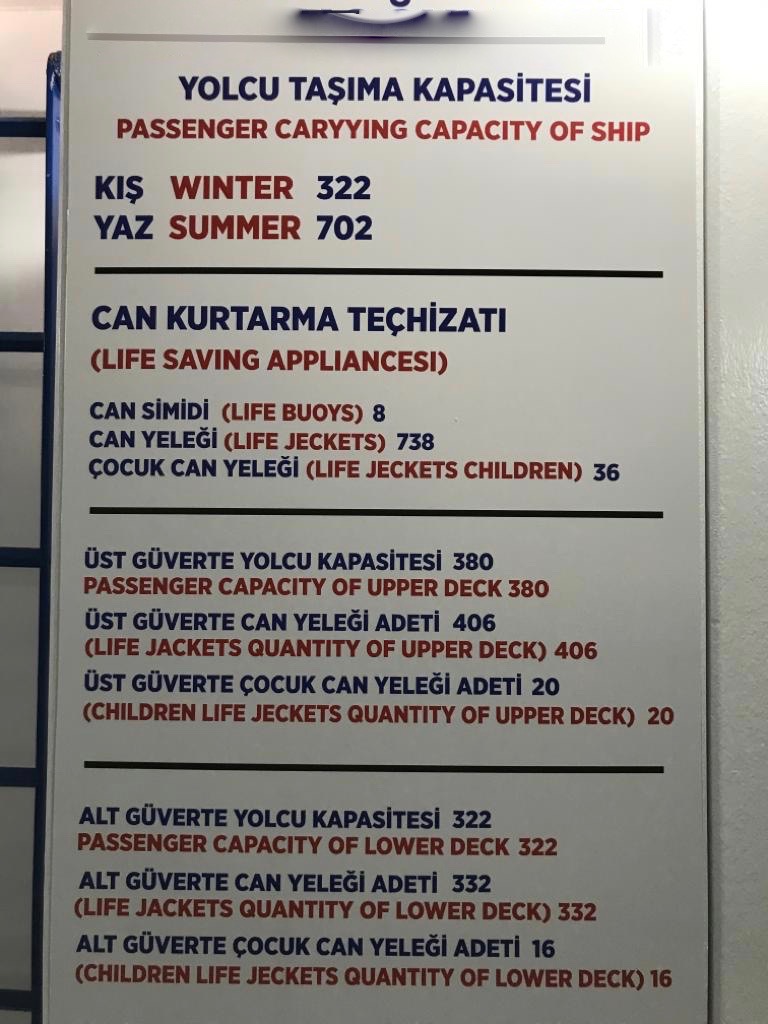 YOLCU TAŞIMA KAPASİTESİ
PASSENGER CARYYING CAPACITY OF SHIP
KIŞ WINTER 322
YAZ SUMMER 702
CAN KURTARMA TEÇHİZATI
(LIFE SAVING APPLIANCESI)
CAN SİMİDİ (LIFE BUOYS) 8
CAN YELEĞİ (LIFE JECKETS) 738
ÇOCUK CAN YELEĞİ (LIFE JECKETS CHILDREN) 36
ÜST GÜVERTE YOLCU KAPASİTESİ 380
PASSENGER CAPACITY OF UPPER DECK 380
ÜST GÜVERTE CAN YELEĞİ ADETİ 406
(LIFE JACKETS QUANTITY OF UPPER DECK) 406
ÜST GÜVERTE ÇOCUK CAN YELEĞİ ADETİ 20
(CHILDREN LIFE JECKETS QUANTITY OF UPPER DECK) 20
ALT GÜVERTE YOLCU KAPASİTESİ 322
PASSENGER CAPACITY OF LOWER DECK 322
ALT GÜVERTE CAN YELEĞİ ADETİ 332
(LIFE JACKETS QUANTITY OF LOWER DECK) 332
ALT GÜVERTE ÇOCUK CAN YELEĞİ ADETİ 16
(CHILDREN LIFE JECKETS QUANTITY OF LOWER DECK) 16